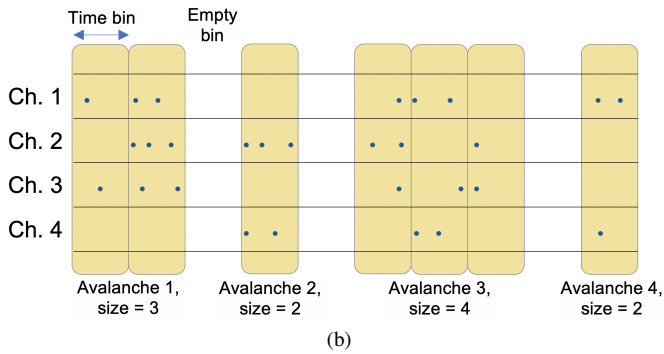 Time bin
Empty
bin
Ch. 1
Ch. 2
Ch. 3
Ch. 4
Avalanche 1,
size = 3
Avalanche 2,
size = 2
Avalanche 3,
size = 4
Avalanche 4,
size = 2
(b)